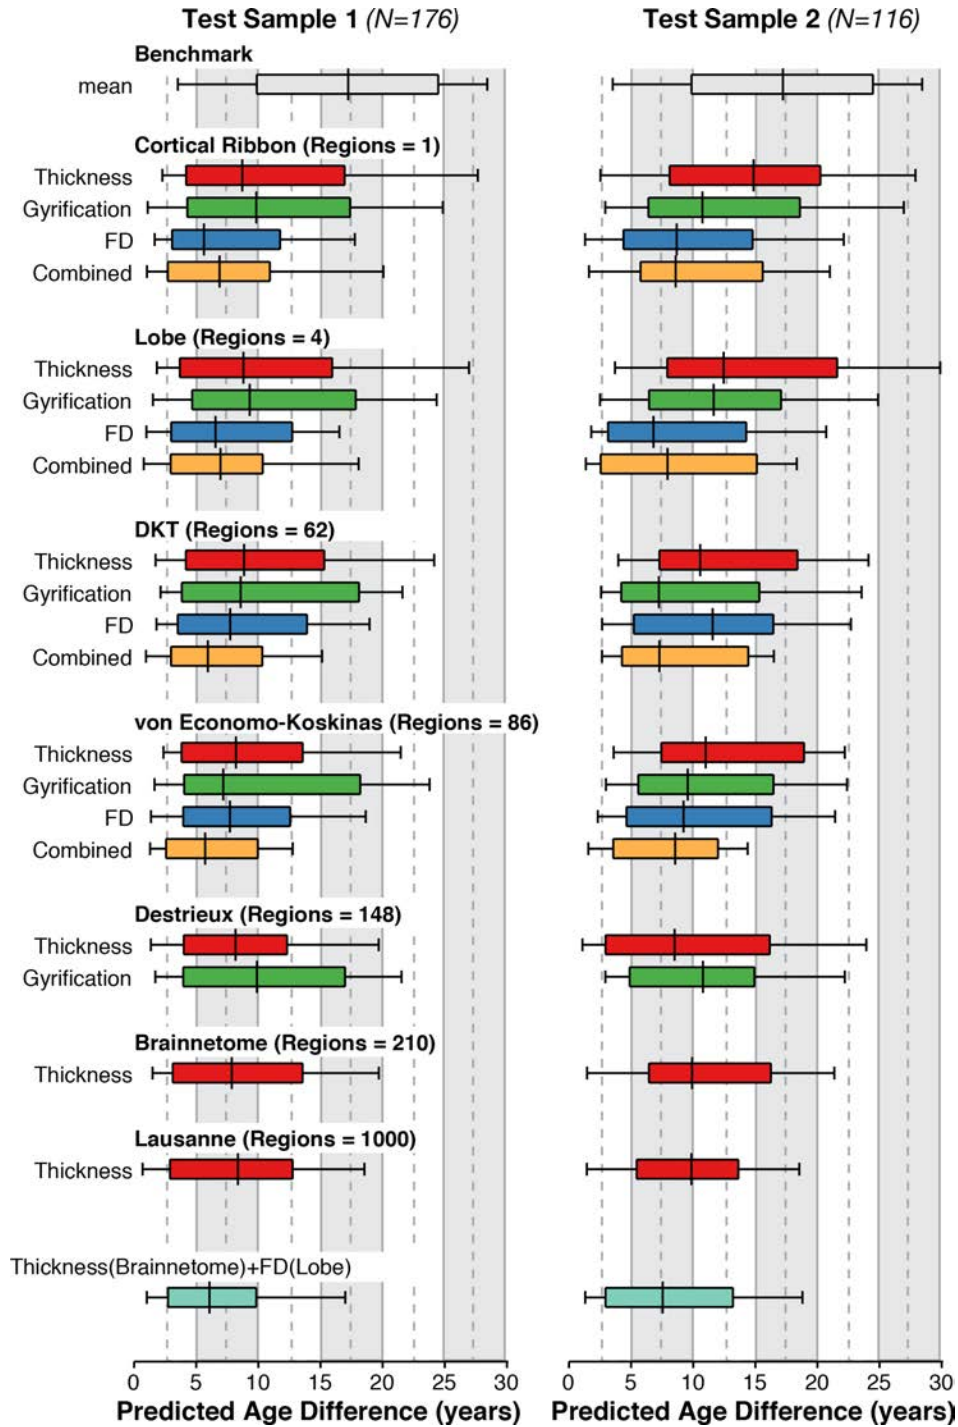 Test Sample 1 (N=176) Test Sample 2 (N=116)
Benchmark
mean
Cortical Ribbon (Regions = 1)
Thickness
Gyrification
FD
Combined
Lobe (Regions = 4)
Thickness
Gyrification
FD
Combined
DKT (Regions = 62)
Thickness
Gyrification
FD
Combined
von Economo-Koskinas (Regions = 86)
Thickness
Gyrification
FD
Combined
Destrieux (Regions = 148)
Thickness
Gyrification
Brainnetome (Regions = 210)
Thickness
Lausanne (Regions = 1000)
Thickness
Thickness(Brainnetome)+FD(Lobe)
0 5 10 15 20 25 30 0 5 10 15 20 25 30
Predicted Age Difference (years) Predicted Age Difference (years)